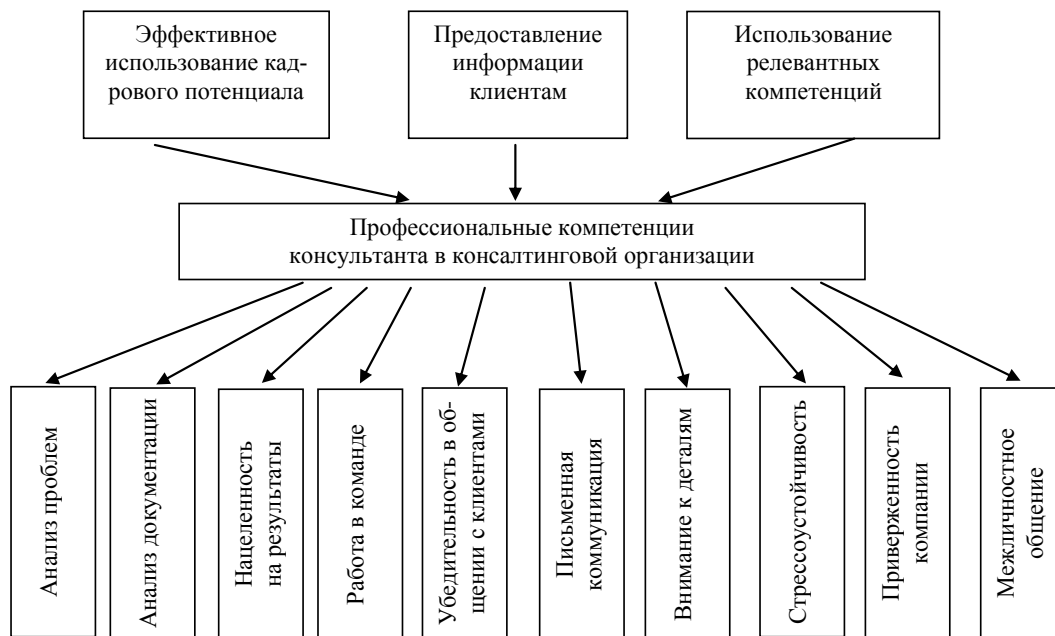 Эффективное
использование кад-
рового потенциала
Предоставление
информации
клиентам
Использование
релевантных
компетенций
Профессиональные компетенции
консультанта в консалтинговой организации
Анализ проблем
Анализ документации
Нацеленность
на результаты
Работа в команде
Убедительность в об-
щении с клиентами
Письменная
коммуникация
Внимание к деталям
Стрессоустойчивость
Приверженность
компании
Межличностное
общение